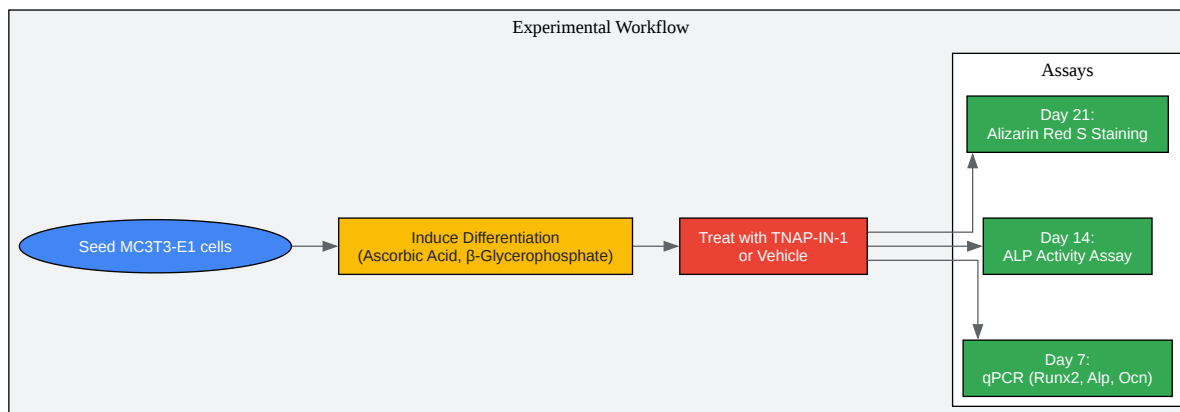 Experimental Workflow
Assays
Day 21:
Alizarin Red S Staining
Seed MC3T3-E1 cells
Induce Differentiation
(Ascorbic Acid, β-Glycerophosphate)
Treat with TNAP-IN-1
or Vehicle
Day 14:
ALP Activity Assay
Day 7:
qPCR (Runx2, Alp, Ocn)